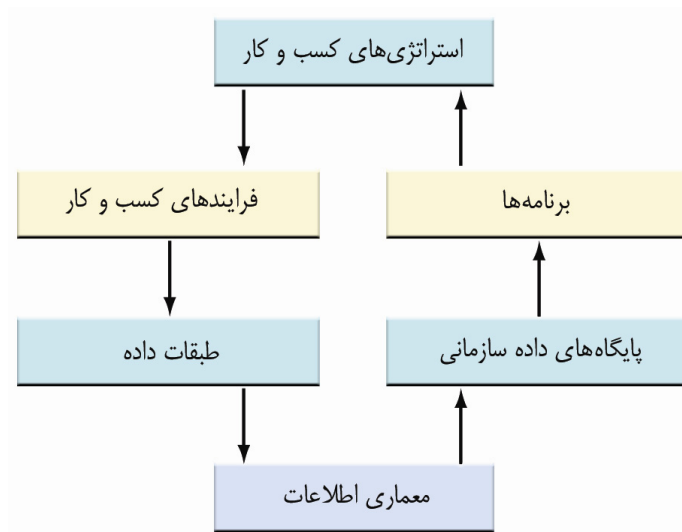 استراتژی‌های کسب و کار
فرایندهای کسب و کار
برنامه‌ها
طبقات داده
پایگاه‌های داده سازمانی
معماری اطلاعات